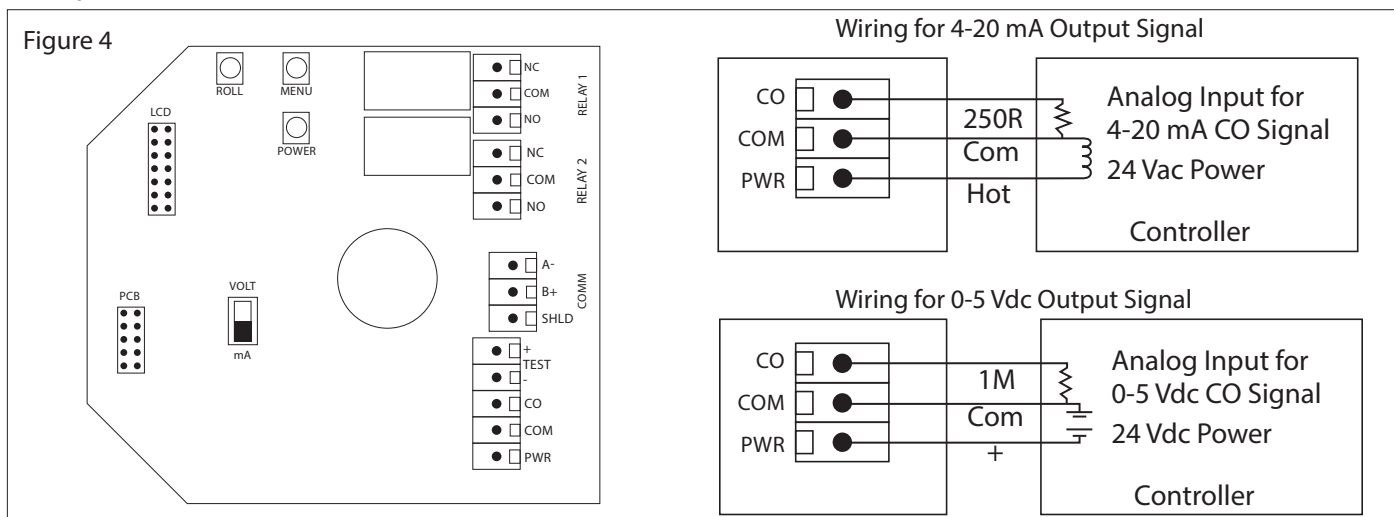 Figure 4
ROLL
MENU
POWER
LCD
PCB
VOLT
mA
NC
COM
NO
RELAY 1
NC
COM
NO
RELAY 2
A-
B+
SHLD
COMM
+
TEST
-
CO
COM
PWR
Wiring for 4-20 mA Output Signal
CO
COM
PWR
250R
Com
Hot
Analog Input for
4-20 mA CO Signal
24 Vac Power
Controller
Wiring for 0-5 Vdc Output Signal
CO
COM
PWR
1M
Com
+
Analog Input for
0-5 Vdc CO Signal
24 Vdc Power
Controller